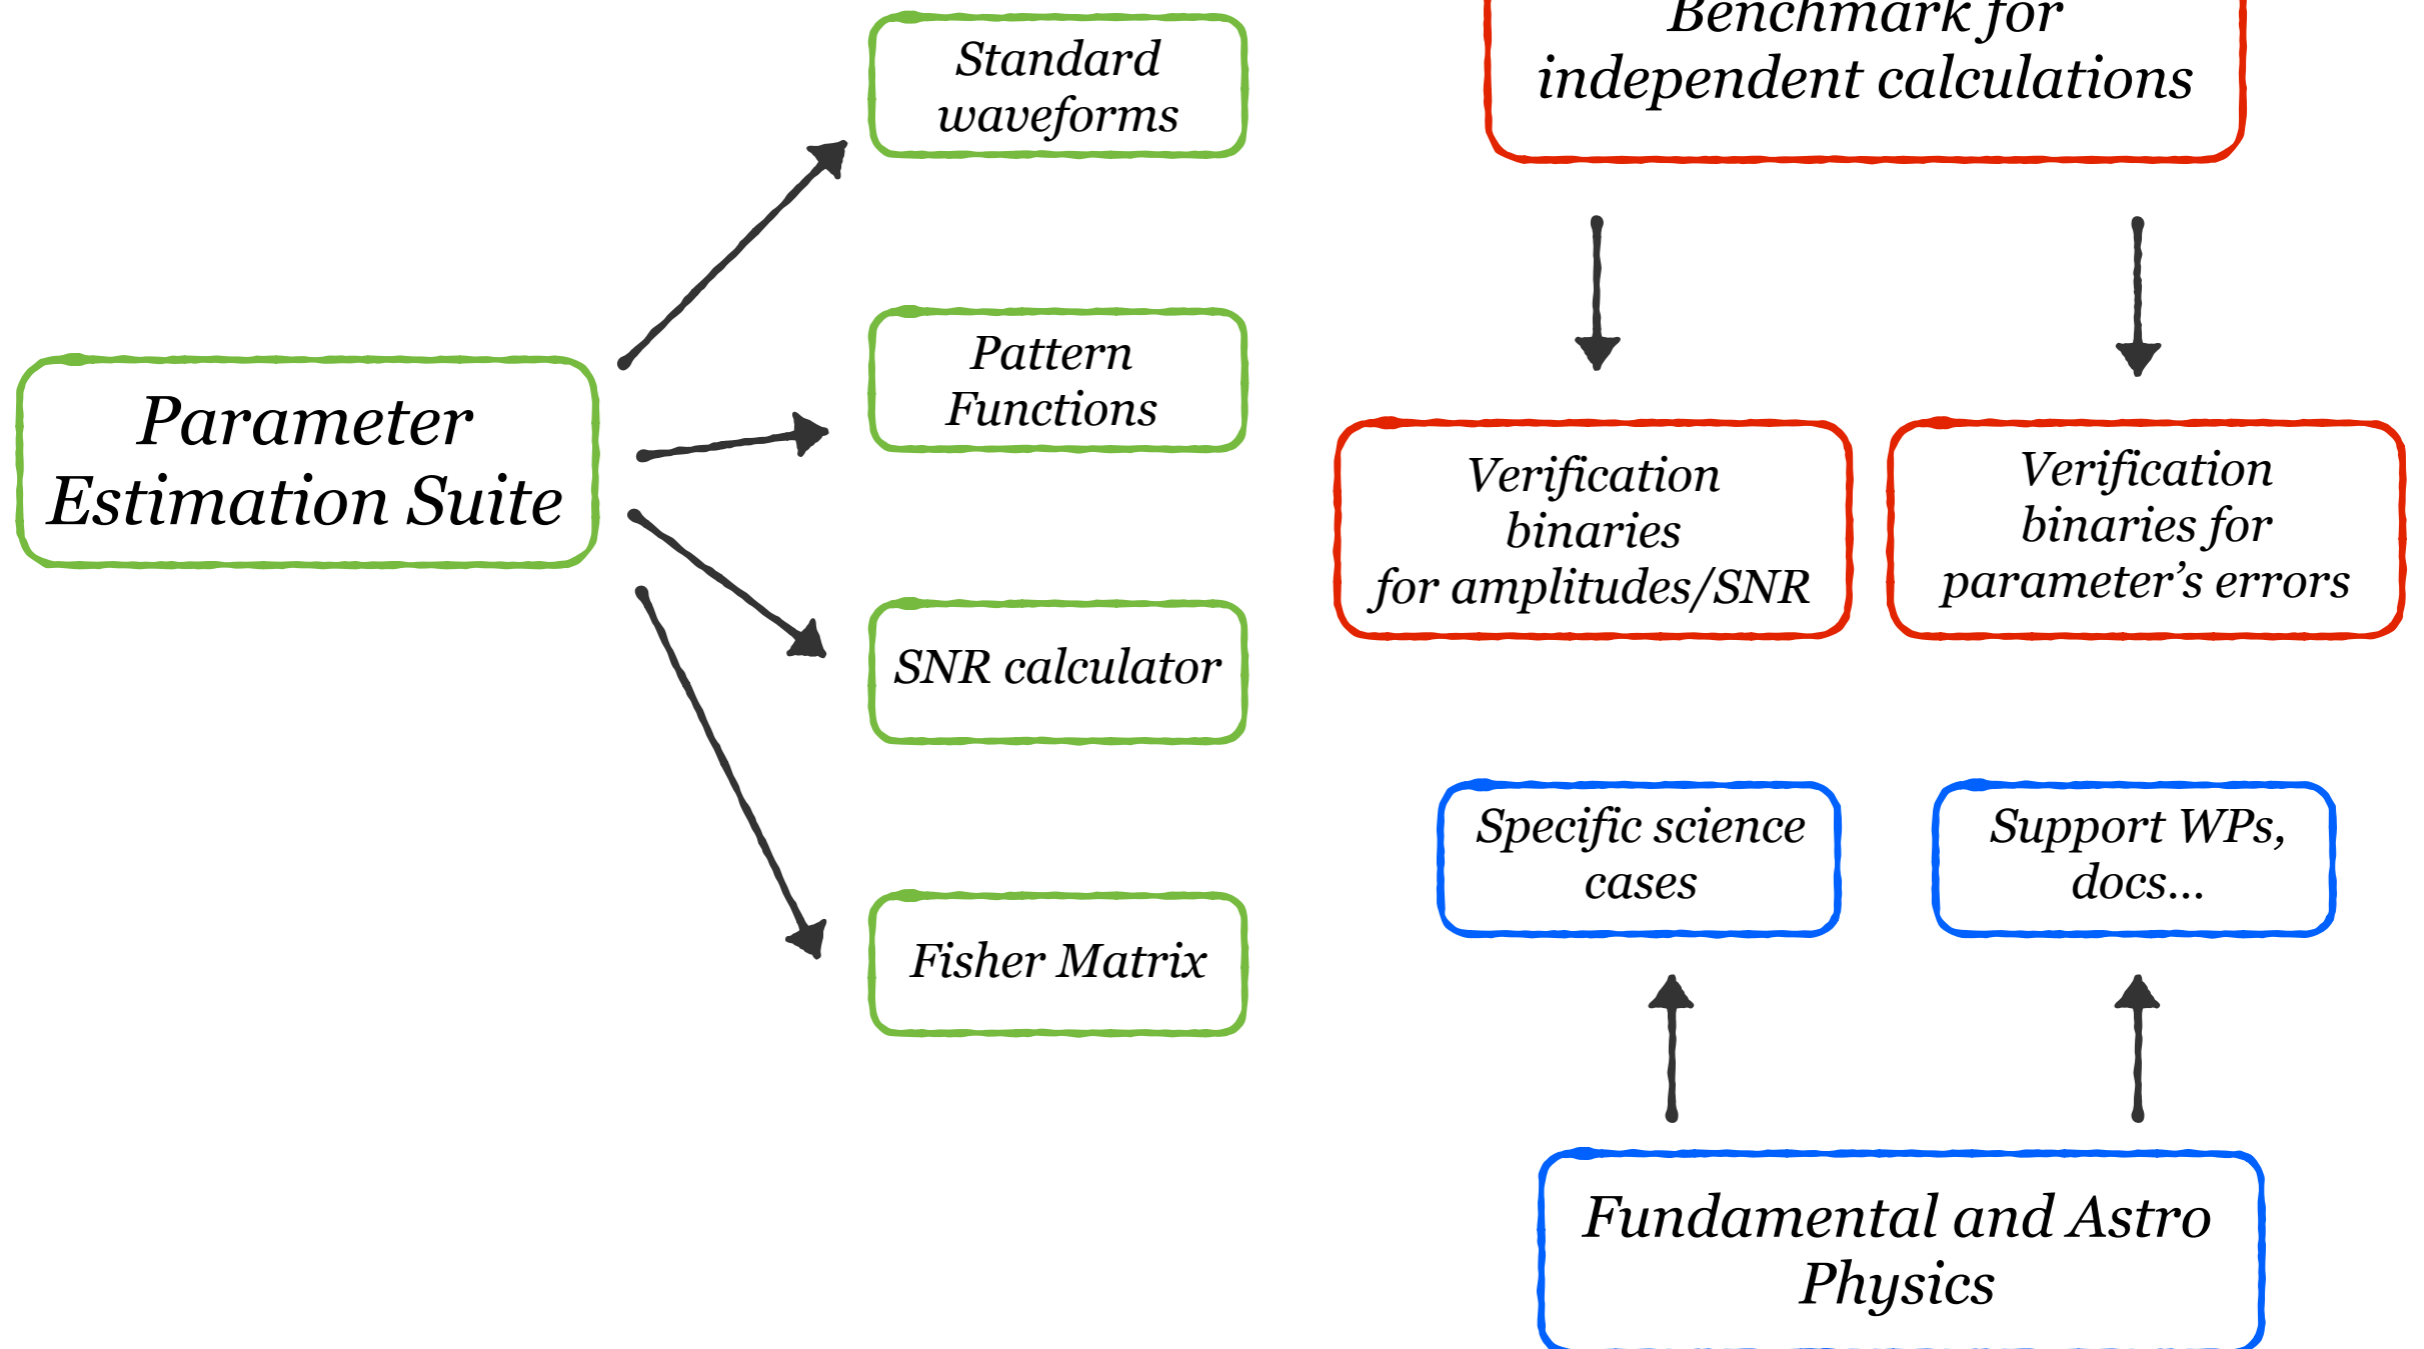 Standard
waveforms
Pattern
Functions
Parameter
Estimation Suite
SNR calculator
Fisher Matrix
Benchmark for
independent calculations
Verification
binaries
for amplitudes/SNR
Verification
binaries for
parameter’s errors
Specific science
cases
Support WPs,
docs...
Fundamental and Astro
Physics